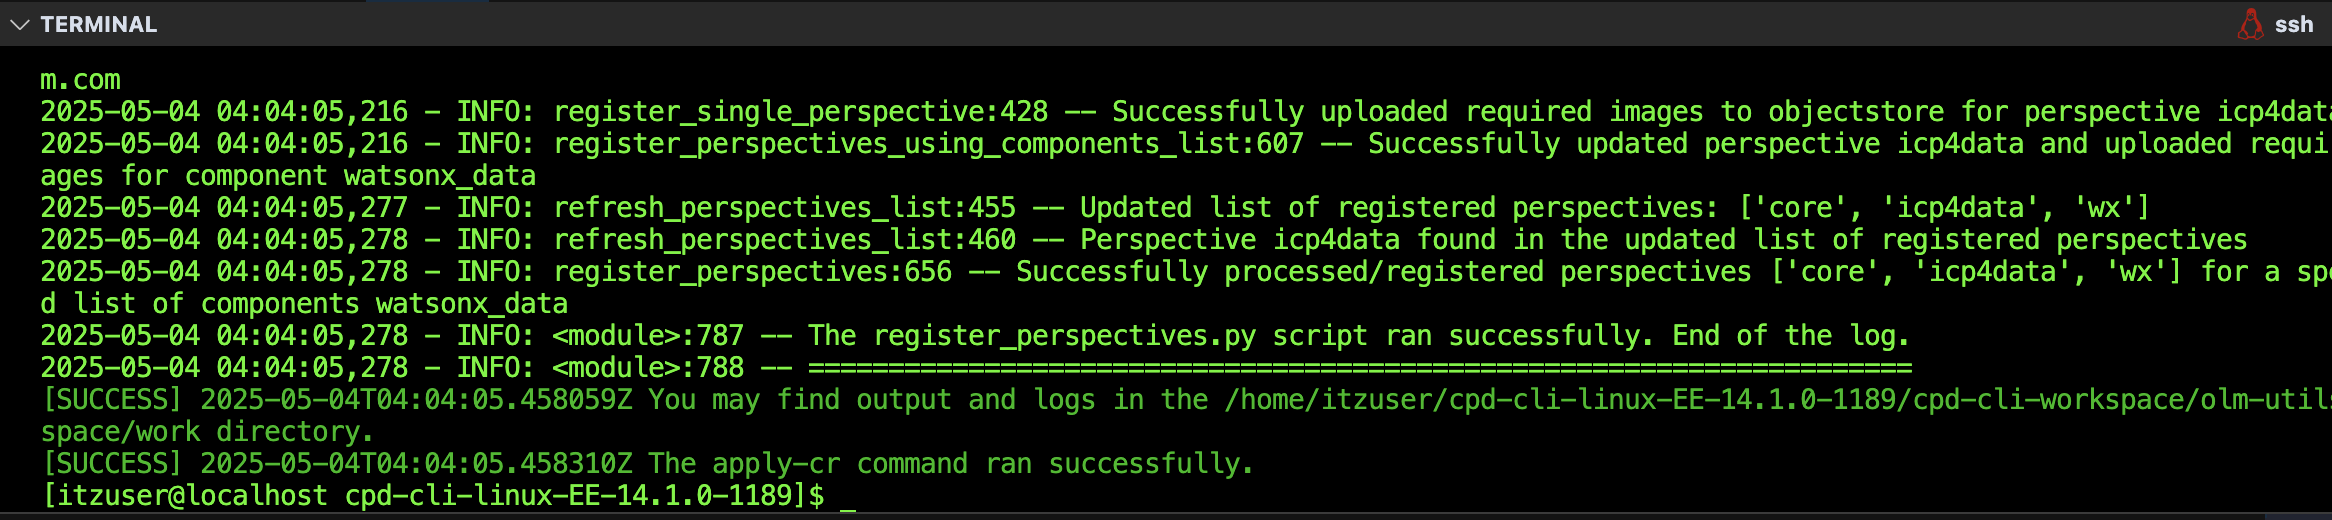 TERMINAL
ssh
m.com
2025-05-04 04:04:05,216 - INFO: register_single_perspective:428 -- Successfully uploaded required images to objectstore for perspective icp4data
2025-05-04 04:04:05,216 - INFO: register_perspectives_using_components_list:607 -- Successfully updated perspective icp4data and uploaded requi
ages for component watsonx_data
2025-05-04 04:04:05,277 - INFO: refresh_perspectives_list:455 -- Updated list of registered perspectives: ['core', 'icp4data', 'wx']
2025-05-04 04:04:05,278 - INFO: refresh_perspectives_list:460 -- Perspective icp4data found in the updated list of registered perspectives
2025-05-04 04:04:05,278 - INFO: register_perspectives:656 -- Successfully processed/registered perspectives ['core', 'icp4data', 'wx'] for a spe
d list of components watsonx_data
2025-05-04 04:04:05,278 - INFO: <module>:787 -- The register_perspectives.py script ran successfully. End of the log.
2025-05-04 04:04:05,278 - INFO: <module>:788 -- =====================================================================
[SUCCESS] 2025-05-04T04:04:05.458059Z You may find output and logs in the /home/itzuser/cpd-cli-linux-EE-14.1.0-1189/cpd-cli-workspace/olm-utils
space/work directory.
[SUCCESS] 2025-05-04T04:04:05.458310Z The apply-cr command ran successfully.
[itzuser@localhost cpd-cli-linux-EE-14.1.0-1189]$ _